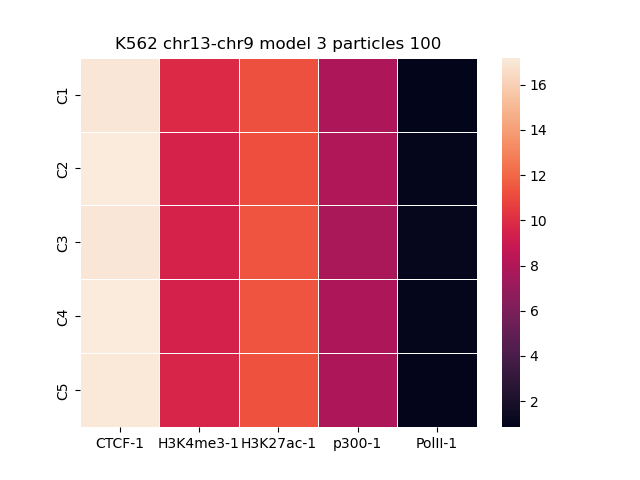 K562 chr13-chr9 model 3 particles 100
C1
C2
C3
C4
C5
CTCF-1 H3K4me3-1 H3K27ac-1 p300-1 PolII-1
16
14
12
10
8
6
4
2